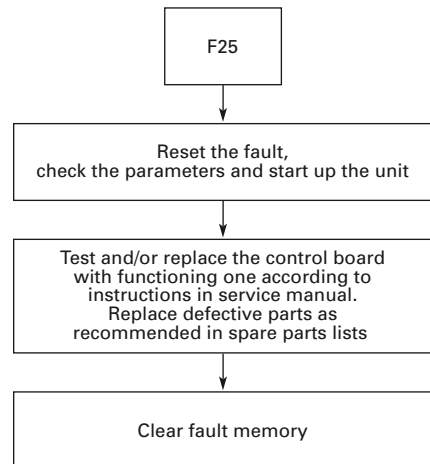 F25
Reset the fault,
check the parameters and start up the unit
Test and/or replace the control board
with functioning one according to
instructions in service manual.
Replace defective parts as
recommended in spare parts lists
Clear fault memory